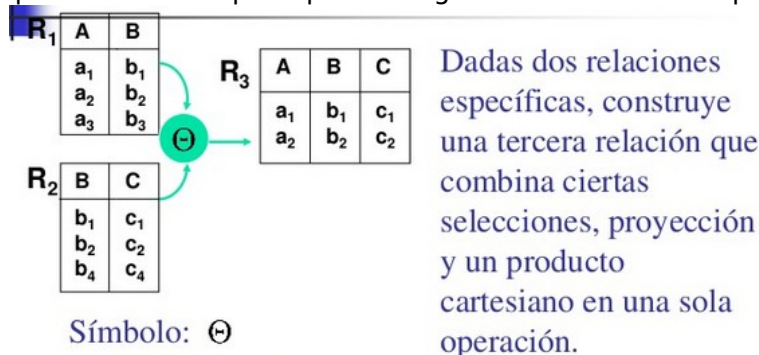 R₁
A B
a₁ b₁
a₂ b₂
a₃ b₃
Θ
R₂
B C
b₁ c₁
b₂ c₂
b₄ c₄
R₃
A B C
a₁ b₁ c₁
a₂ b₂ c₂
Símbolo: Θ
Dadas dos relaciones
específicas, construye
una tercera relación que
combina ciertas
selecciones, proyección
y un producto
cartesiano en una sola
operación.